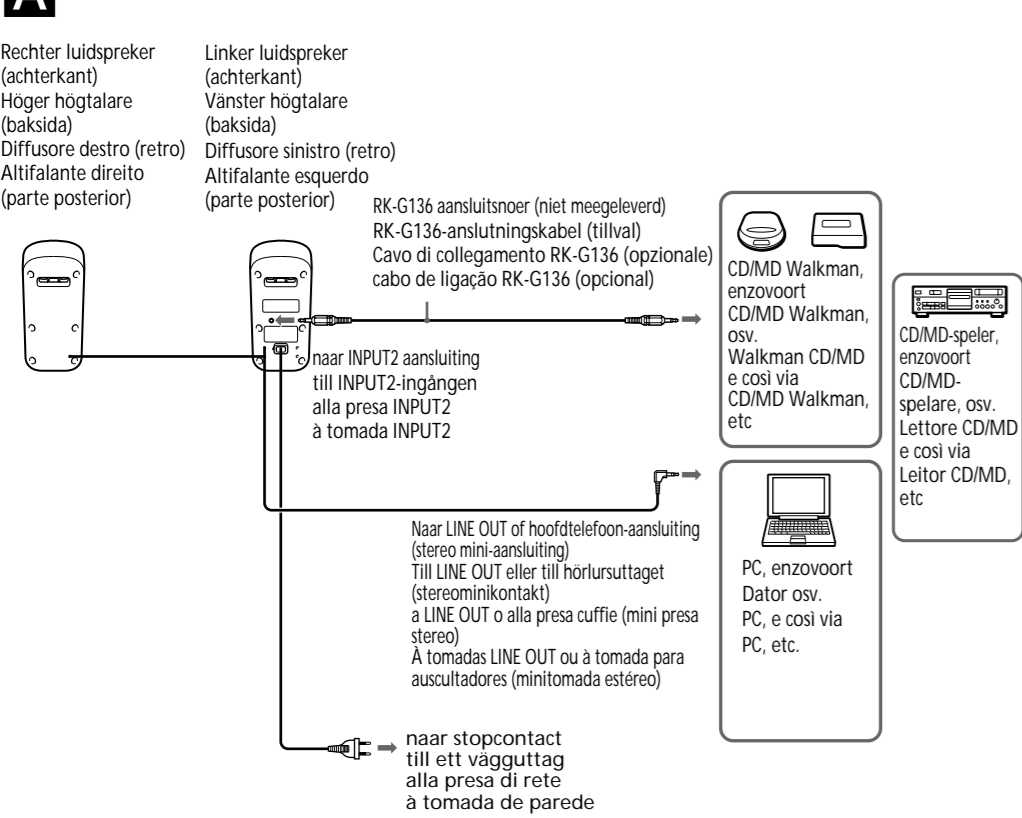 A
Rechter luidspreker
(achterkant)
Höger högtalare
(baksida)
Diffusore destro (retro)
Altifalante direito
(parte posterior)
Linker luidspreker
(achterkant)
Vänster högtalare
(baksida)
Diffusore sinistro (retro)
Altifalante esquerdo
(parte posterior)
RK-G136 aansluitsnoer (niet meegeleverd)
RK-G136-anslutningskabel (tillval)
Cavo di collegamento RK-G136 (opzionale)
cabo de ligação RK-G136 (opcional)
naar INPUT2 aansluiting
till INPUT2-ingången
alla presa INPUT2
à tomada INPUT2
CD/MD Walkman,
enzovoort
CD/MD Walkman,
osv.
Walkman CD/MD
e così via
CD/MD Walkman,
etc
CD/MD-speler,
enzovoort
CD/MD-
spelare, osv.
Lettore CD/MD
e così via
Leitor CD/MD,
etc
Naar LINE OUT of hoofdtelefoon-aansluiting
(stereo mini-aansluiting)
Till LINE OUT eller till hörlursuttaget
(stereominikontakt)
a LINE OUT o alla presa cuffie (mini presa
stereo)
À tomadas LINE OUT ou à tomada para
auscultadores (minitomada estéreo)
PC, enzovoort
Dator osv.
PC, e così via
PC, etc.
naar stopcontact
till ett vägguttag
alla presa di rete
à tomada de parede